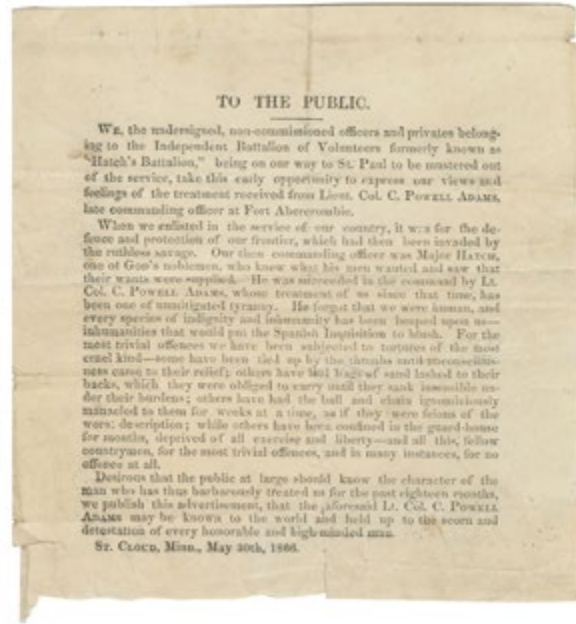 TO THE PUBLIC.
WE, the undersigned, non-commissioned officers and privates belong-
ing to the Independent Battalion of Volunteers formerly known as
"Hatch's Battalion," being on our way to St. Paul to be mustered out
of the service, take this early opportunity to express our views and
feelings of the treatment received from Lieut. Col. C. POWELL ADAMS,
late commanding officer at Fort Abercrombie.
When we enlisted in the service of our country, it was for the de-
fence and protection of our frontier, which had then been invaded by
the ruthless savage. Our then commanding officer was Major HATCH,
one of GOD's noblemen, who knew what his men wanted and saw that
their wants were supplied. He was succeeded in the command by Lt.
Col. C. POWELL ADAMS, whose treatment of us since that time, has
been one of unmitigated tyranny. He forgot that we were human, and
every species of indignity and inhumanity has been heaped upon us—
inhumanities that would put the Spanish Inquisition to blush. For the
most trivial offences we have been subjected to tortures of the most
cruel kind—some have been tied up by the thumbs until unconscious-
ness came to their relief; others have had bags of sand lashed to their
backs, which they were obliged to carry until they sank insensible un-
der their burdens; others have had the ball and chain ignominiously
manacled to them for weeks at a time, as if they were felons of the
worst description; while others have been confined in the guard-house
for months, deprived of all exercise and liberty—and all this, fellow
countrymen, for the most trivial offences, and in many instances, for no
offence at all.
Desirous that the public at large should know the character of the
man who has thus barbarously treated us for the past eighteen months,
we publish this advertisement, that the aforesaid Lt. Col. C. POWELL
ADAMS may be known to the world and held up to the scorn and
detestation of every honorable and high-minded man.
ST. CLOUD, MINN., May 30th, 1866.